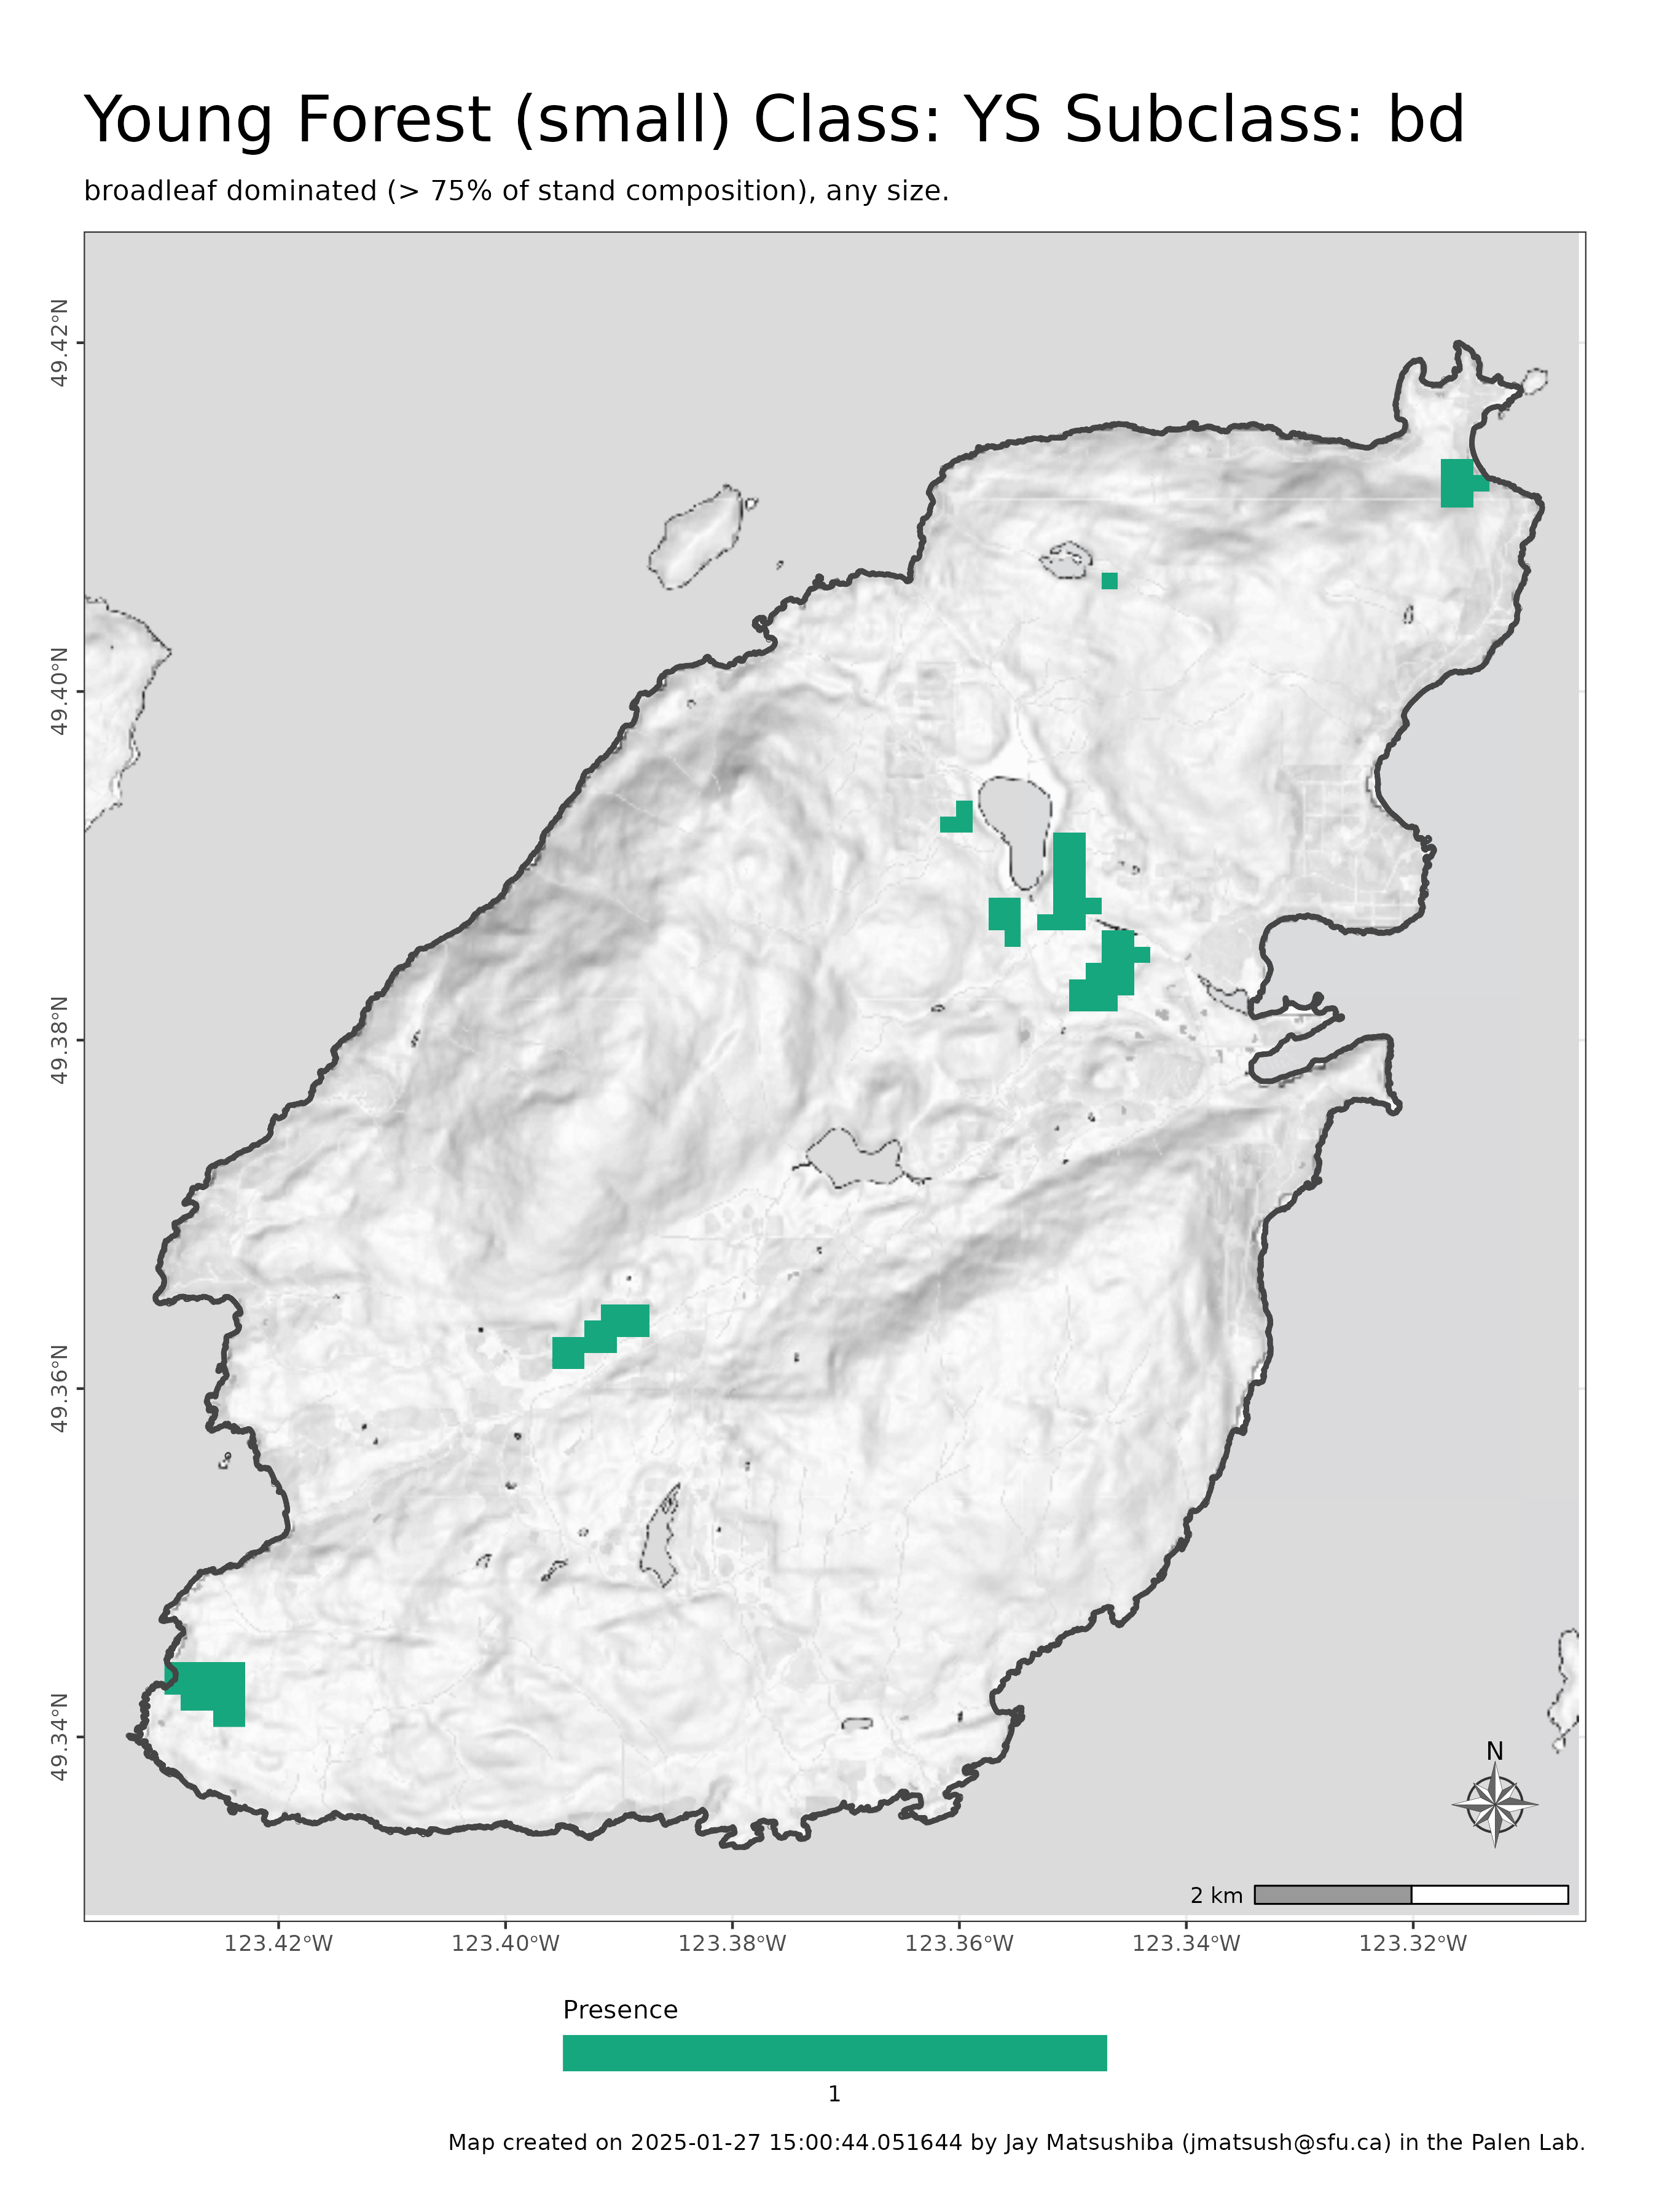 Young Forest (small) Class: YS Subclass: bd
broadleaf dominated (> 75% of stand composition), any size.
49.42°N
49.40°N
49.38°N
49.36°N
49.34°N
N
2 km
123.42°W 123.40°W 123.38°W 123.36°W 123.34°W 123.32°W
Presence
1
Map created on 2025-01-27 15:00:44.051644 by Jay Matsushiba (jmatsush@sfu.ca) in the Palen Lab.